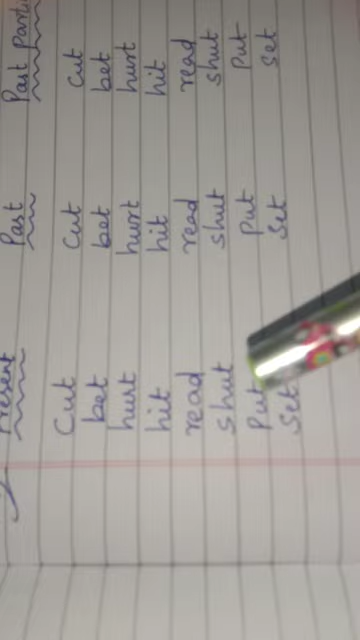 Present Past Past Parti
Cut Cut Cut
bet bet bet
hurt hurt hurt
hit hit hit
read read read
shut shut shut
Put Put Put
Set Set Set